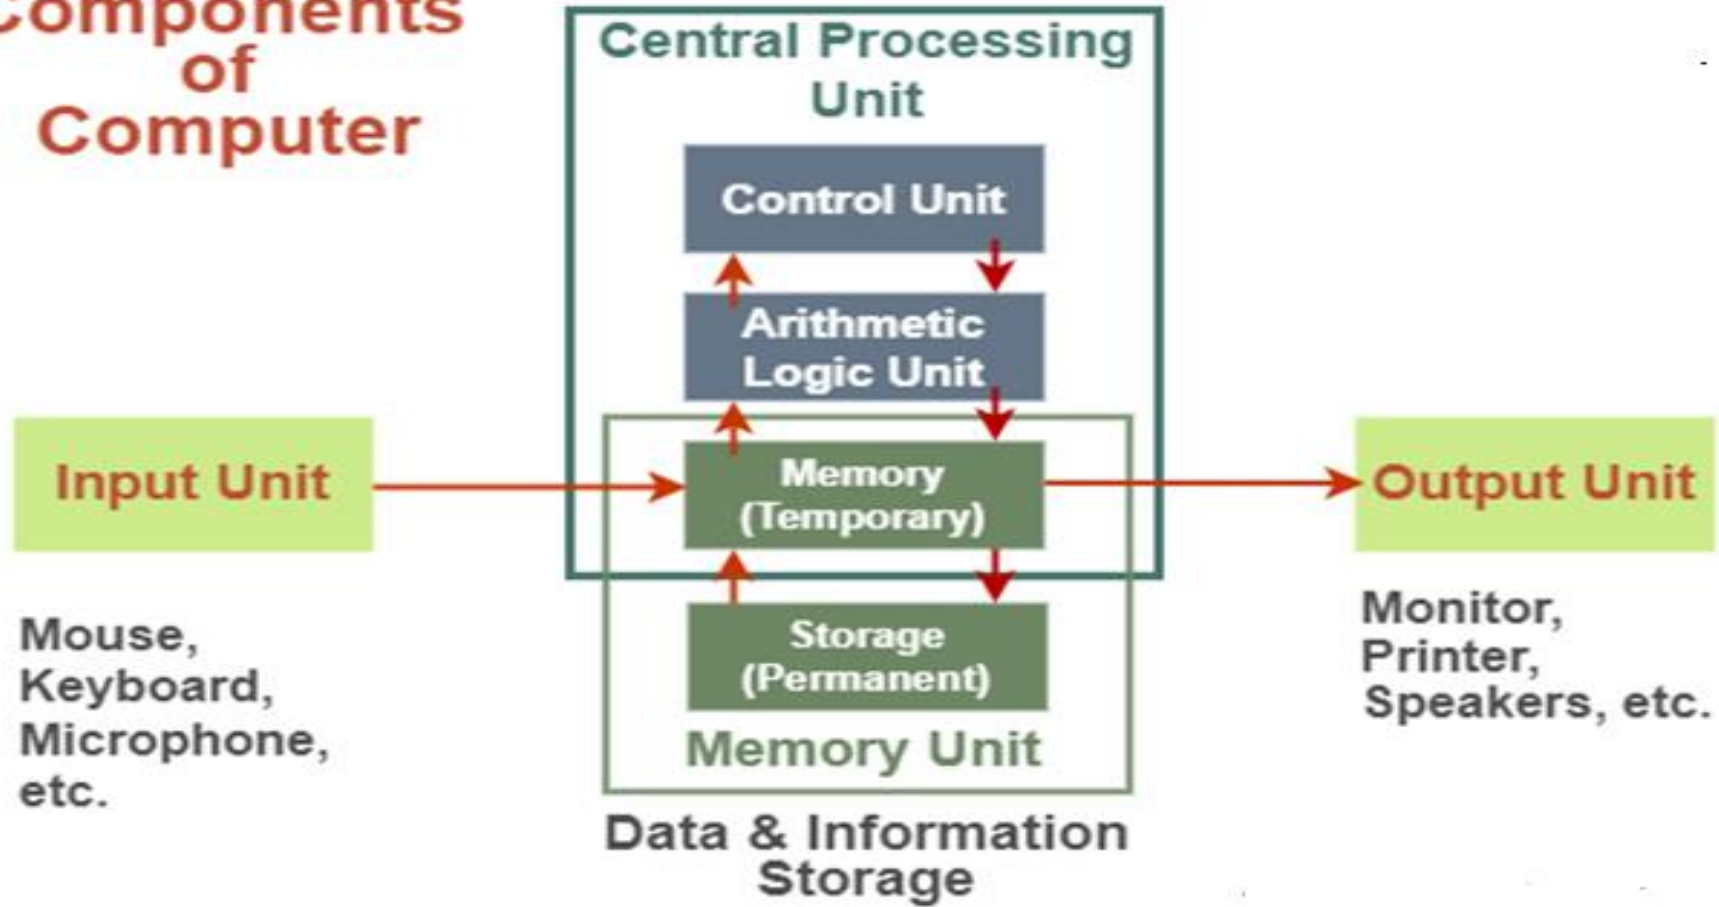 Components
of
Computer
Central Processing
Unit
Control Unit
Arithmetic
Logic Unit
Input Unit
Memory
(Temporary)
Output Unit
Storage
(Permanent)
Memory Unit
Mouse,
Keyboard,
Microphone,
etc.
Monitor,
Printer,
Speakers, etc.
Data & Information
Storage